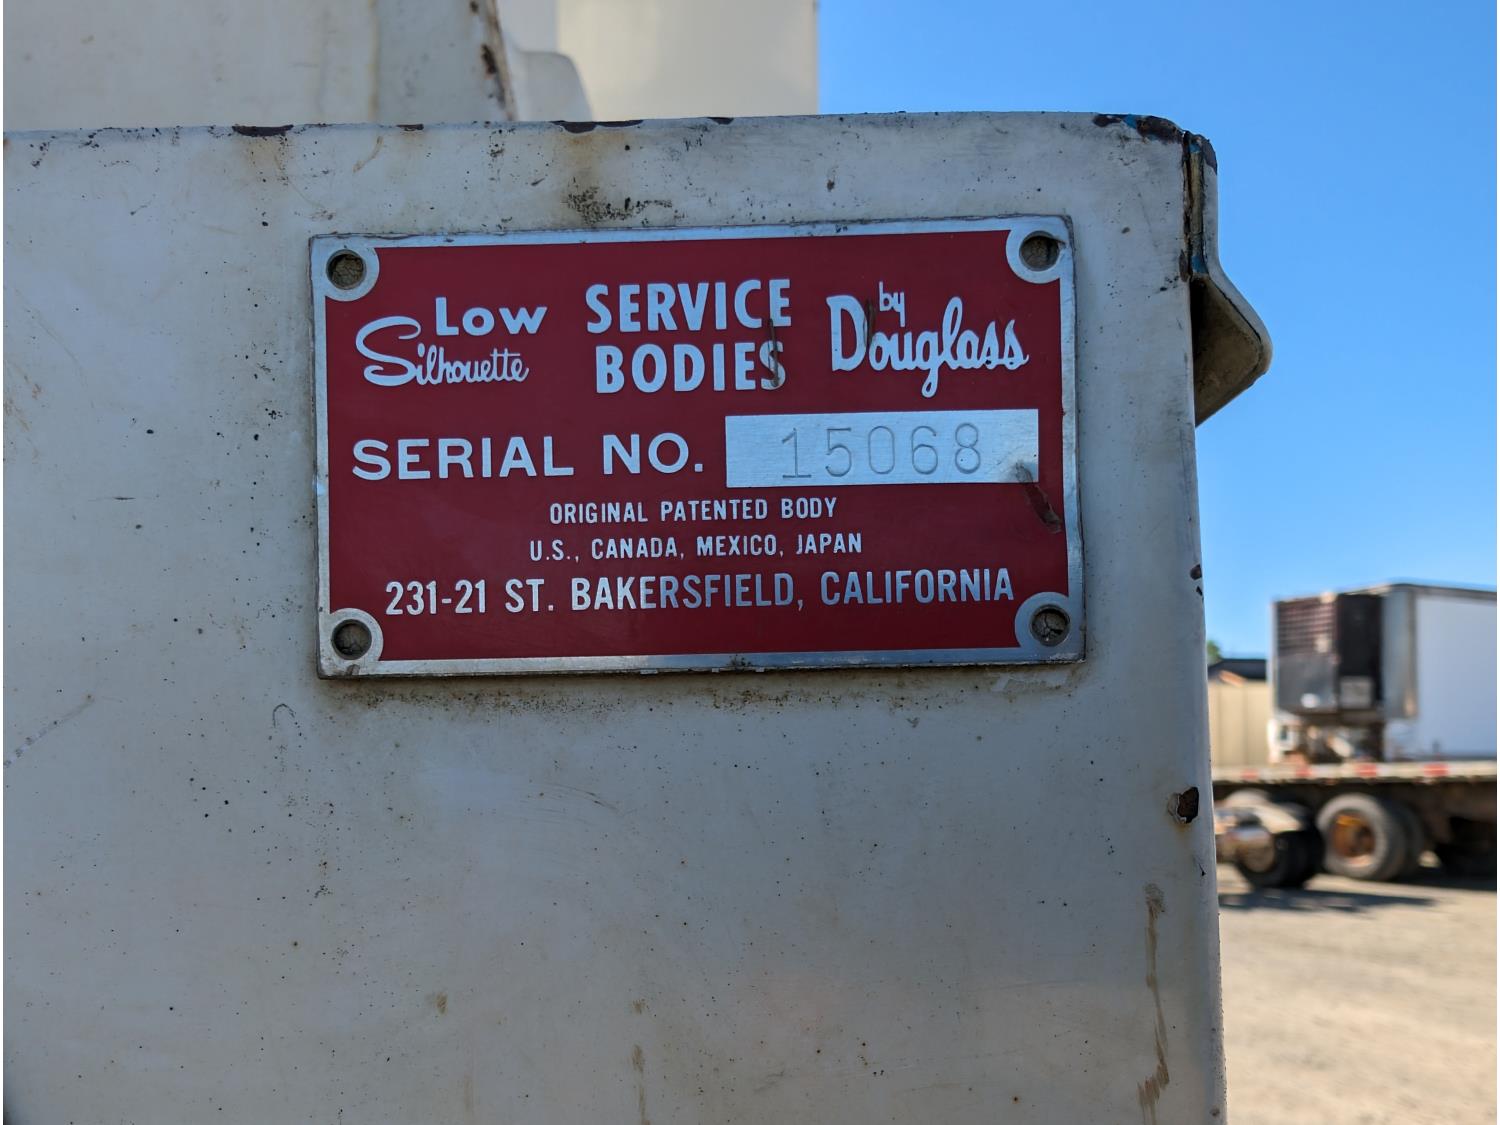 Low Silhouette SERVICE BODIES by Douglass
SERIAL NO. 15068
ORIGINAL PATENTED BODY
U.S., CANADA, MEXICO, JAPAN
231-21 ST. BAKERSFIELD, CALIFORNIA